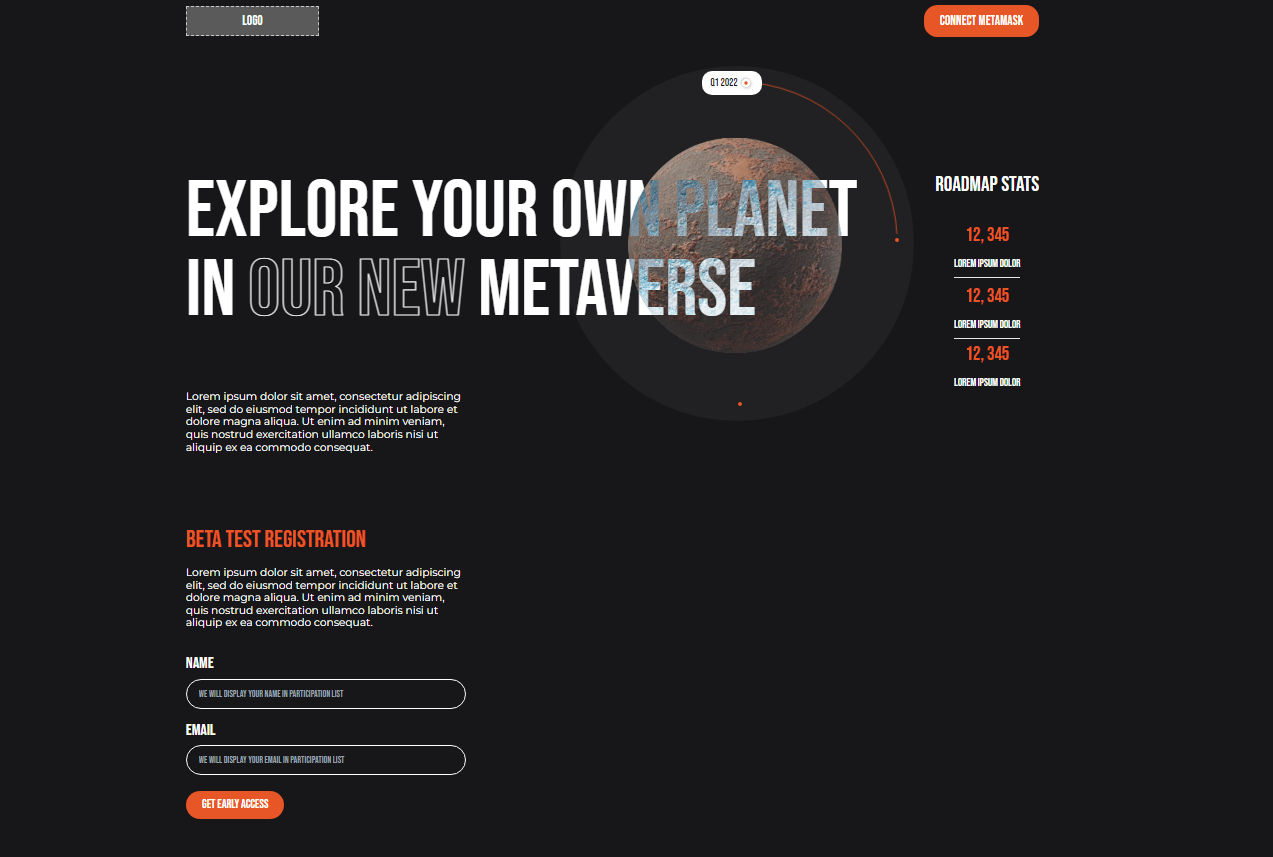 LOGO
CONNECT METAMASK
Q1 2022
EXPLORE YOUR OWN PLANET
IN OUR NEW METAVERSE
ROADMAP STATS
12, 345
LOREM IPSUM DOLOR
12, 345
LOREM IPSUM DOLOR
12, 345
LOREM IPSUM DOLOR
Lorem ipsum dolor sit amet, consectetur adipiscing
elit, sed do eiusmod tempor incididunt ut labore et
dolore magna aliqua. Ut enim ad minim veniam,
quis nostrud exercitation ullamco laboris nisi ut
aliquip ex ea commodo consequat.
BETA TEST REGISTRATION
Lorem ipsum dolor sit amet, consectetur adipiscing
elit, sed do eiusmod tempor incididunt ut labore et
dolore magna aliqua. Ut enim ad minim veniam,
quis nostrud exercitation ullamco laboris nisi ut
aliquip ex ea commodo consequat.
NAME
WE WILL DISPLAY YOUR NAME IN PARTICIPATION LIST
EMAIL
WE WILL DISPLAY YOUR EMAIL IN PARTICIPATION LIST
GET EARLY ACCESS